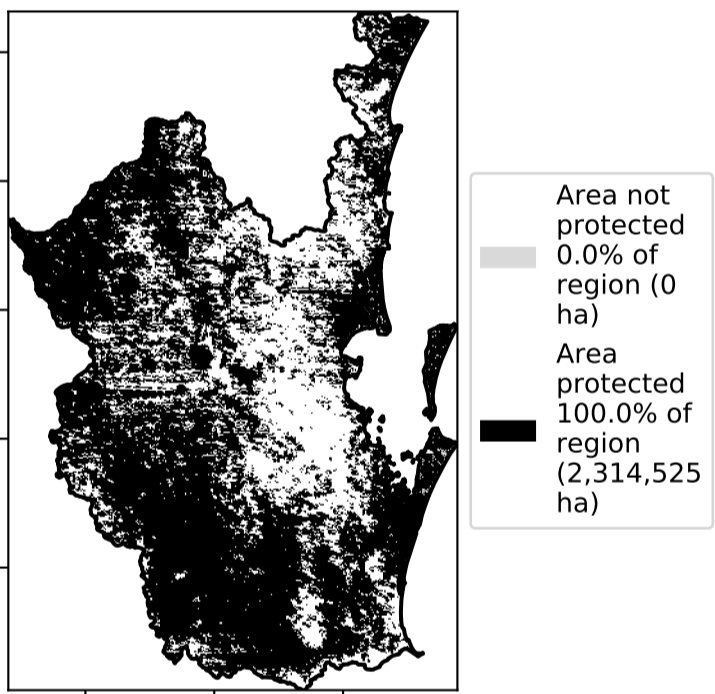 Area not
protected
0.0% of
region (0
ha)
Area
protected
100.0% of
region
(2,314,525
ha)